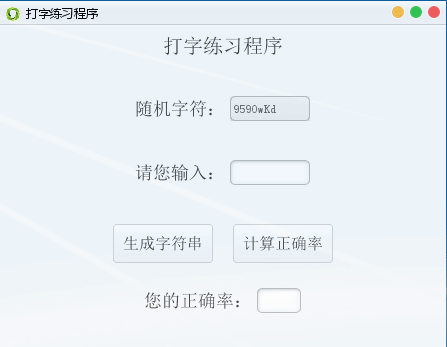 打字练习程序
打字练习程序
随机字符： 9590wKd
请您输入：
生成字符串 计算正确率
您的正确率：